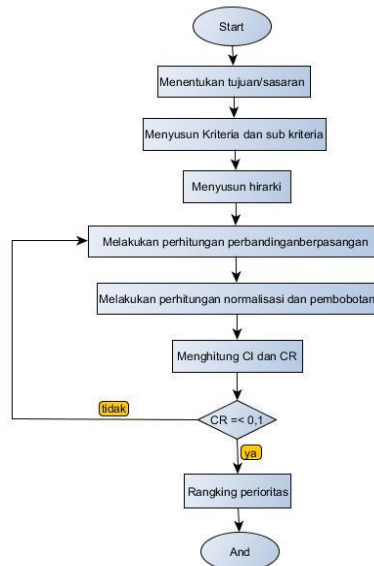 Start
Menentukan tujuan/sasaran
Menyusun Kriteria dan sub kriteria
Menyusun hirarki
Melakukan perhitungan perbandinganberpasangan
Melakukan perhitungan normalisasi dan pembobotan
Menghitung CI dan CR
tidak
CR =< 0,1
ya
Rangking perioritas
And